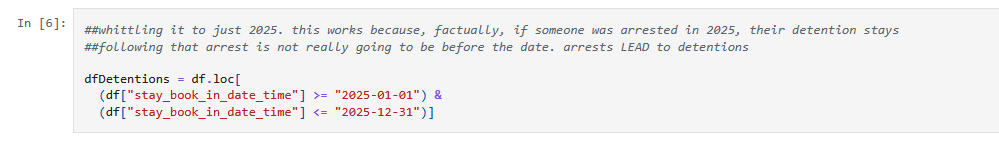 In [6]:
##whittling it to just 2025. this works because, factually, if someone was arrested in 2025, their detention stays
##following that arrest is not really going to be before the date. arrests LEAD to detentions
dfDetentions = df.loc[
(df["stay_book_in_date_time"] >= "2025-01-01") &
(df["stay_book_in_date_time"] <= "2025-12-31")]